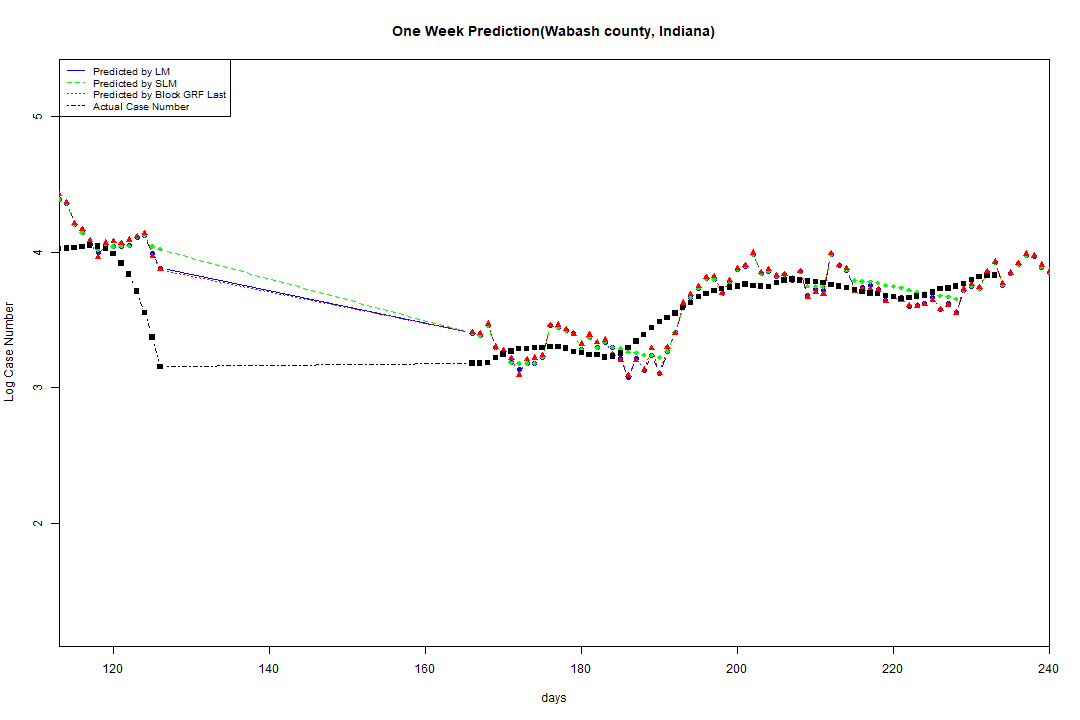 One Week Prediction(Wabash county, Indiana)
Predicted by LM
Predicted by SLM
Predicted by Block GRF Last
Actual Case Number
5
4
3
2
Log Case Number
120 140 160 180 200 220 240
days